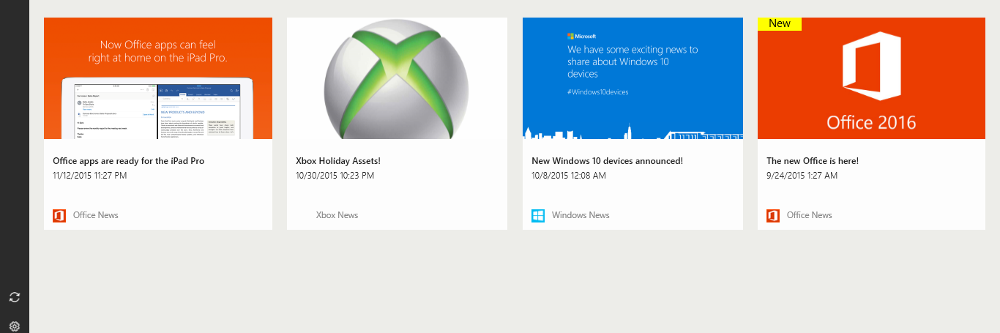 Now Office apps can feel
right at home on the iPad Pro.
NEW PRODUCTS AND BEYOND
Office apps are ready for the iPad Pro
11/12/2015 11:27 PM
Office News
Xbox Holiday Assets!
10/30/2015 10:23 PM
Xbox News
Microsoft
We have some exciting news to
share about Windows 10
devices
#Windows10devices
New Windows 10 devices announced!
10/8/2015 12:08 AM
Windows News
New
Office 2016
The new Office is here!
9/24/2015 1:27 AM
Office News